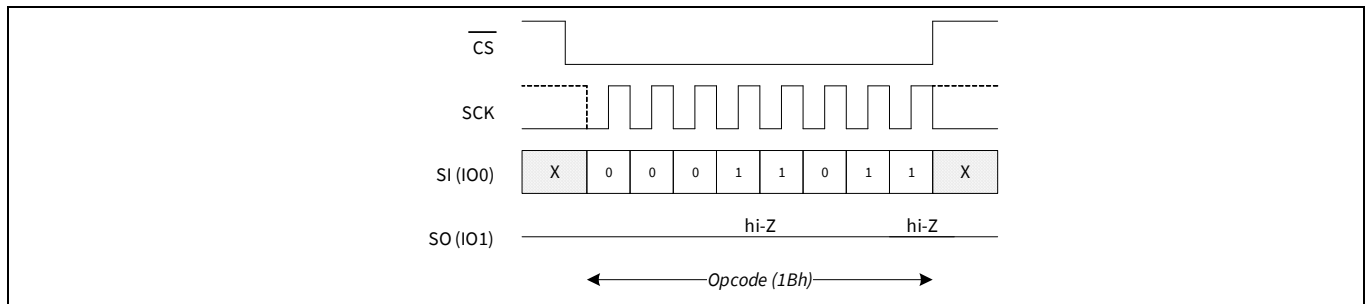 CS
SCK
SI (IO0) X 0 0 0 1 1 0 1 1 X
hi-Z hi-Z
SO (IO1)
Opcode (1Bh)